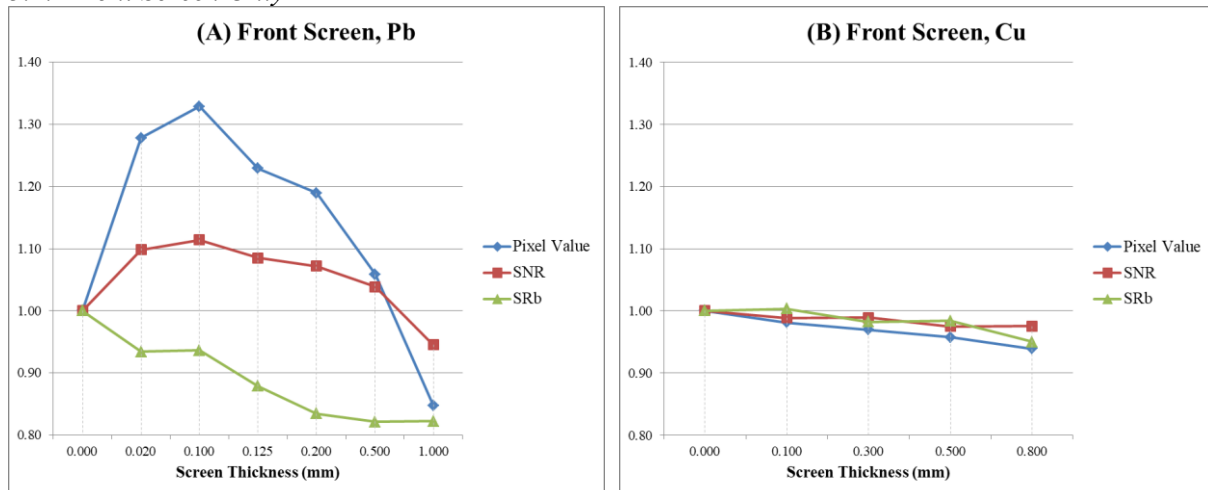 (A) Front Screen, Pb
1.40
1.30
1.20
1.10
1.00
0.90
0.80
0.000 0.020 0.100 0.125 0.200 0.500 1.000
Screen Thickness (mm)
Pixel Value
SNR
SRb
(B) Front Screen, Cu
1.40
1.30
1.20
1.10
1.00
0.90
0.80
0.000 0.100 0.300 0.500 0.800
Screen Thickness (mm)
Pixel Value
SNR
SRb